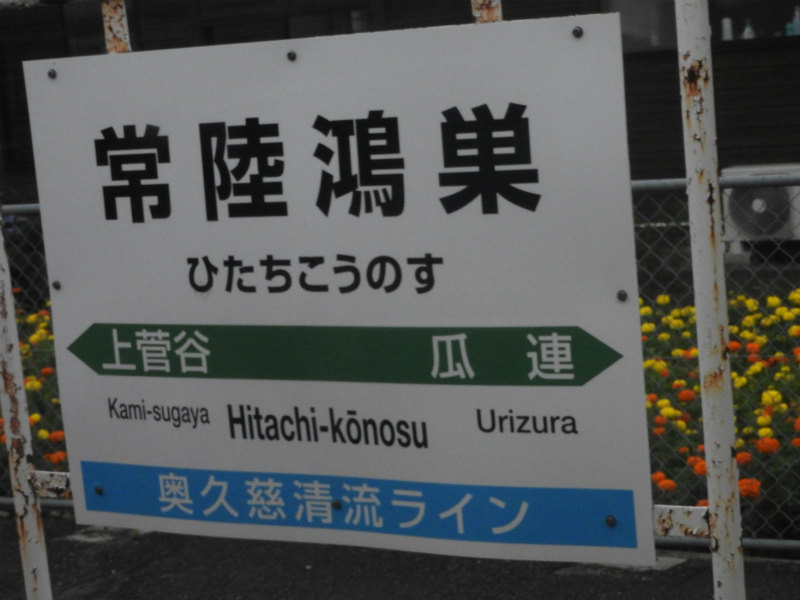 常陸鴻巣
ひたちこうのす
上菅谷 瓜連
Kami-sugaya Hitachi-kōnosu Urizura
奥久慈清流ライン